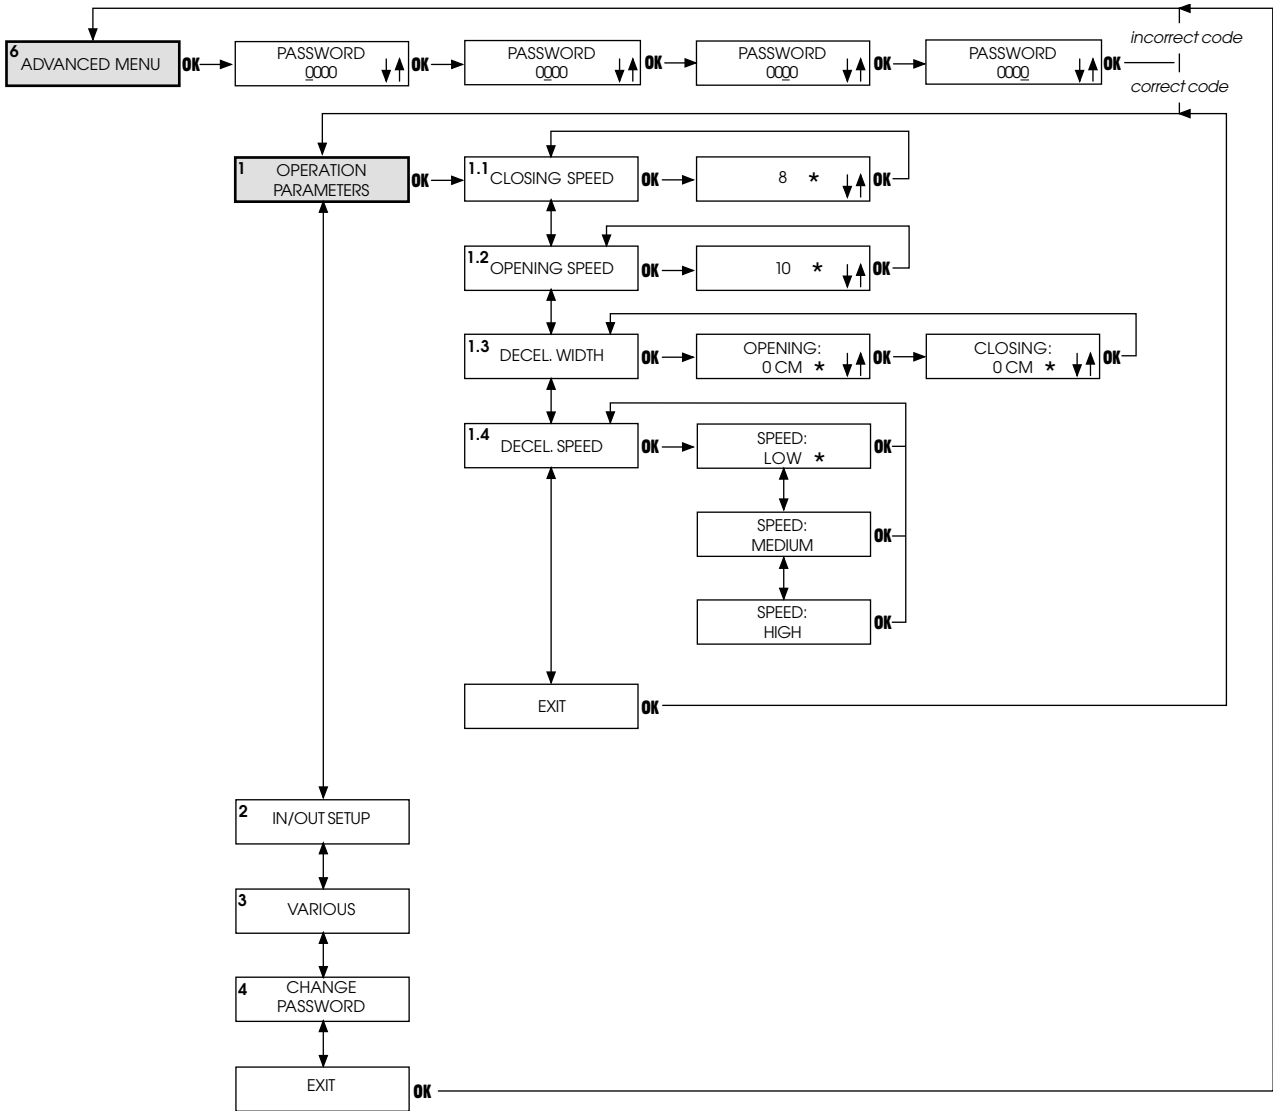 6
ADVANCED MENU
OK
PASSWORD
0000
OK
PASSWORD
0000
OK
PASSWORD
0000
OK
PASSWORD
0000
OK
incorrect code
correct code
1
OPERATION
PARAMETERS
OK
1.1
CLOSING SPEED
OK
8 *
OK
1.2
OPENING SPEED
OK
10 *
OK
1.3
DECEL. WIDTH
OK
OPENING:
0 CM *
OK
CLOSING:
0 CM *
OK
1.4
DECEL. SPEED
OK
SPEED:
LOW *
OK
SPEED:
MEDIUM
OK
SPEED:
HIGH
OK
EXIT
OK
2
IN/OUT SETUP
3
VARIOUS
4
CHANGE
PASSWORD
EXIT
OK